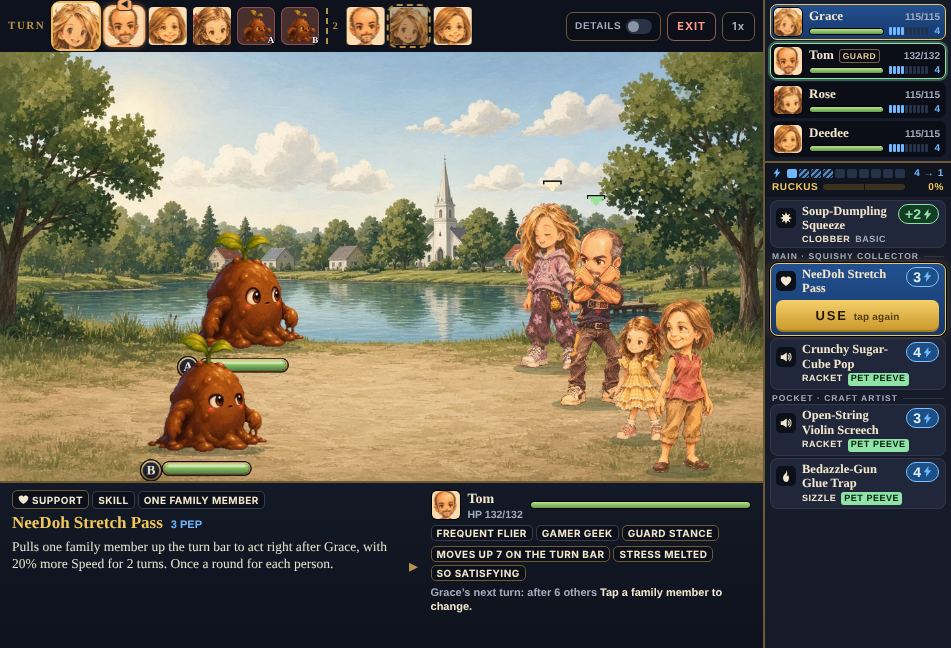 TURN
A
B
2
DETAILS
EXIT
1x
Grace 115/115
4
Tom GUARD 132/132
4
Rose 115/115
4
Deedee 115/115
4
4 → 1
RUCKUS 0%
Soup-Dumpling
Squeeze
+2
CLOBBER BASIC
MAIN · SQUISHY COLLECTOR
NeeDoh Stretch
Pass
3
USE tap again
Crunchy Sugar-
Cube Pop
4
RACKET PET PEEVE
POCKET · CRAFT ARTIST
Open-String
Violin Screech
3
RACKET PET PEEVE
Bedazzle-Gun
Glue Trap
4
SIZZLE PET PEEVE
A
B
SUPPORT SKILL ONE FAMILY MEMBER
NeeDoh Stretch Pass 3 PEP
Pulls one family member up the turn bar to act right after Grace, with
20% more Speed for 2 turns. Once a round for each person.
Tom
HP 132/132
FREQUENT FLIER GAMER GEEK GUARD STANCE
MOVES UP 7 ON THE TURN BAR STRESS MELTED
SO SATISFYING
Grace's next turn: after 6 others Tap a family member to
change.